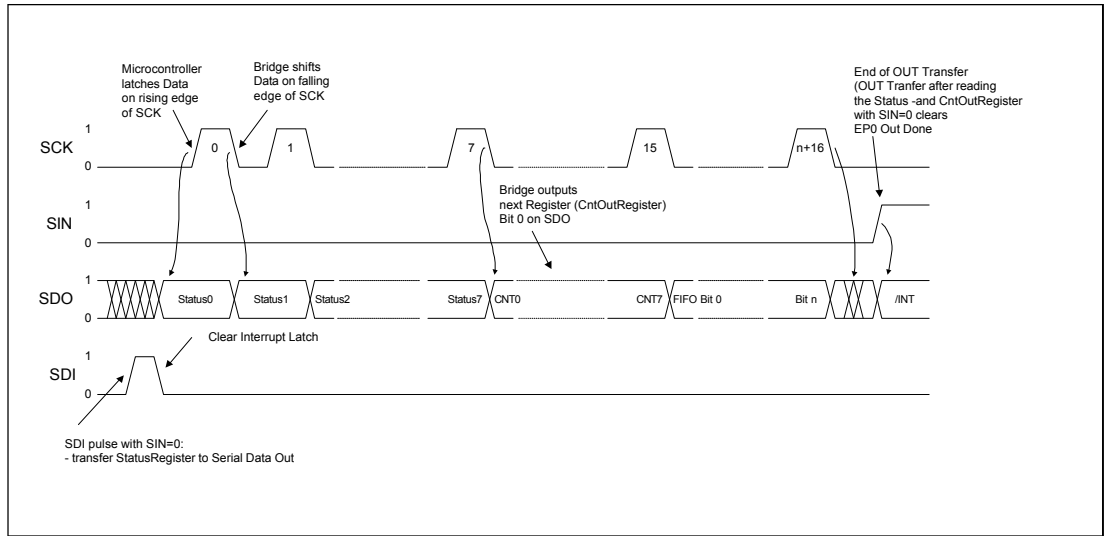 Microcontroller
latches Data
on rising edge
of SCK
Bridge shifts
Data on falling
edge of SCK
End of OUT Transfer
(OUT Tranfer after reading
the Status -and CntOutRegister
with SIN=0 clears
EP0 Out Done
SCK
1
0
0
1
7
15
n+16
Bridge outputs
next Register (CntOutRegister)
Bit 0 on SDO
SIN
1
0
SDO
1
0
Status0
Status1
Status2
Status7
CNT0
CNT7
FIFO Bit 0
Bit n
/INT
Clear Interrupt Latch
SDI
1
0
SDI pulse with SIN=0:
- transfer StatusRegister to Serial Data Out